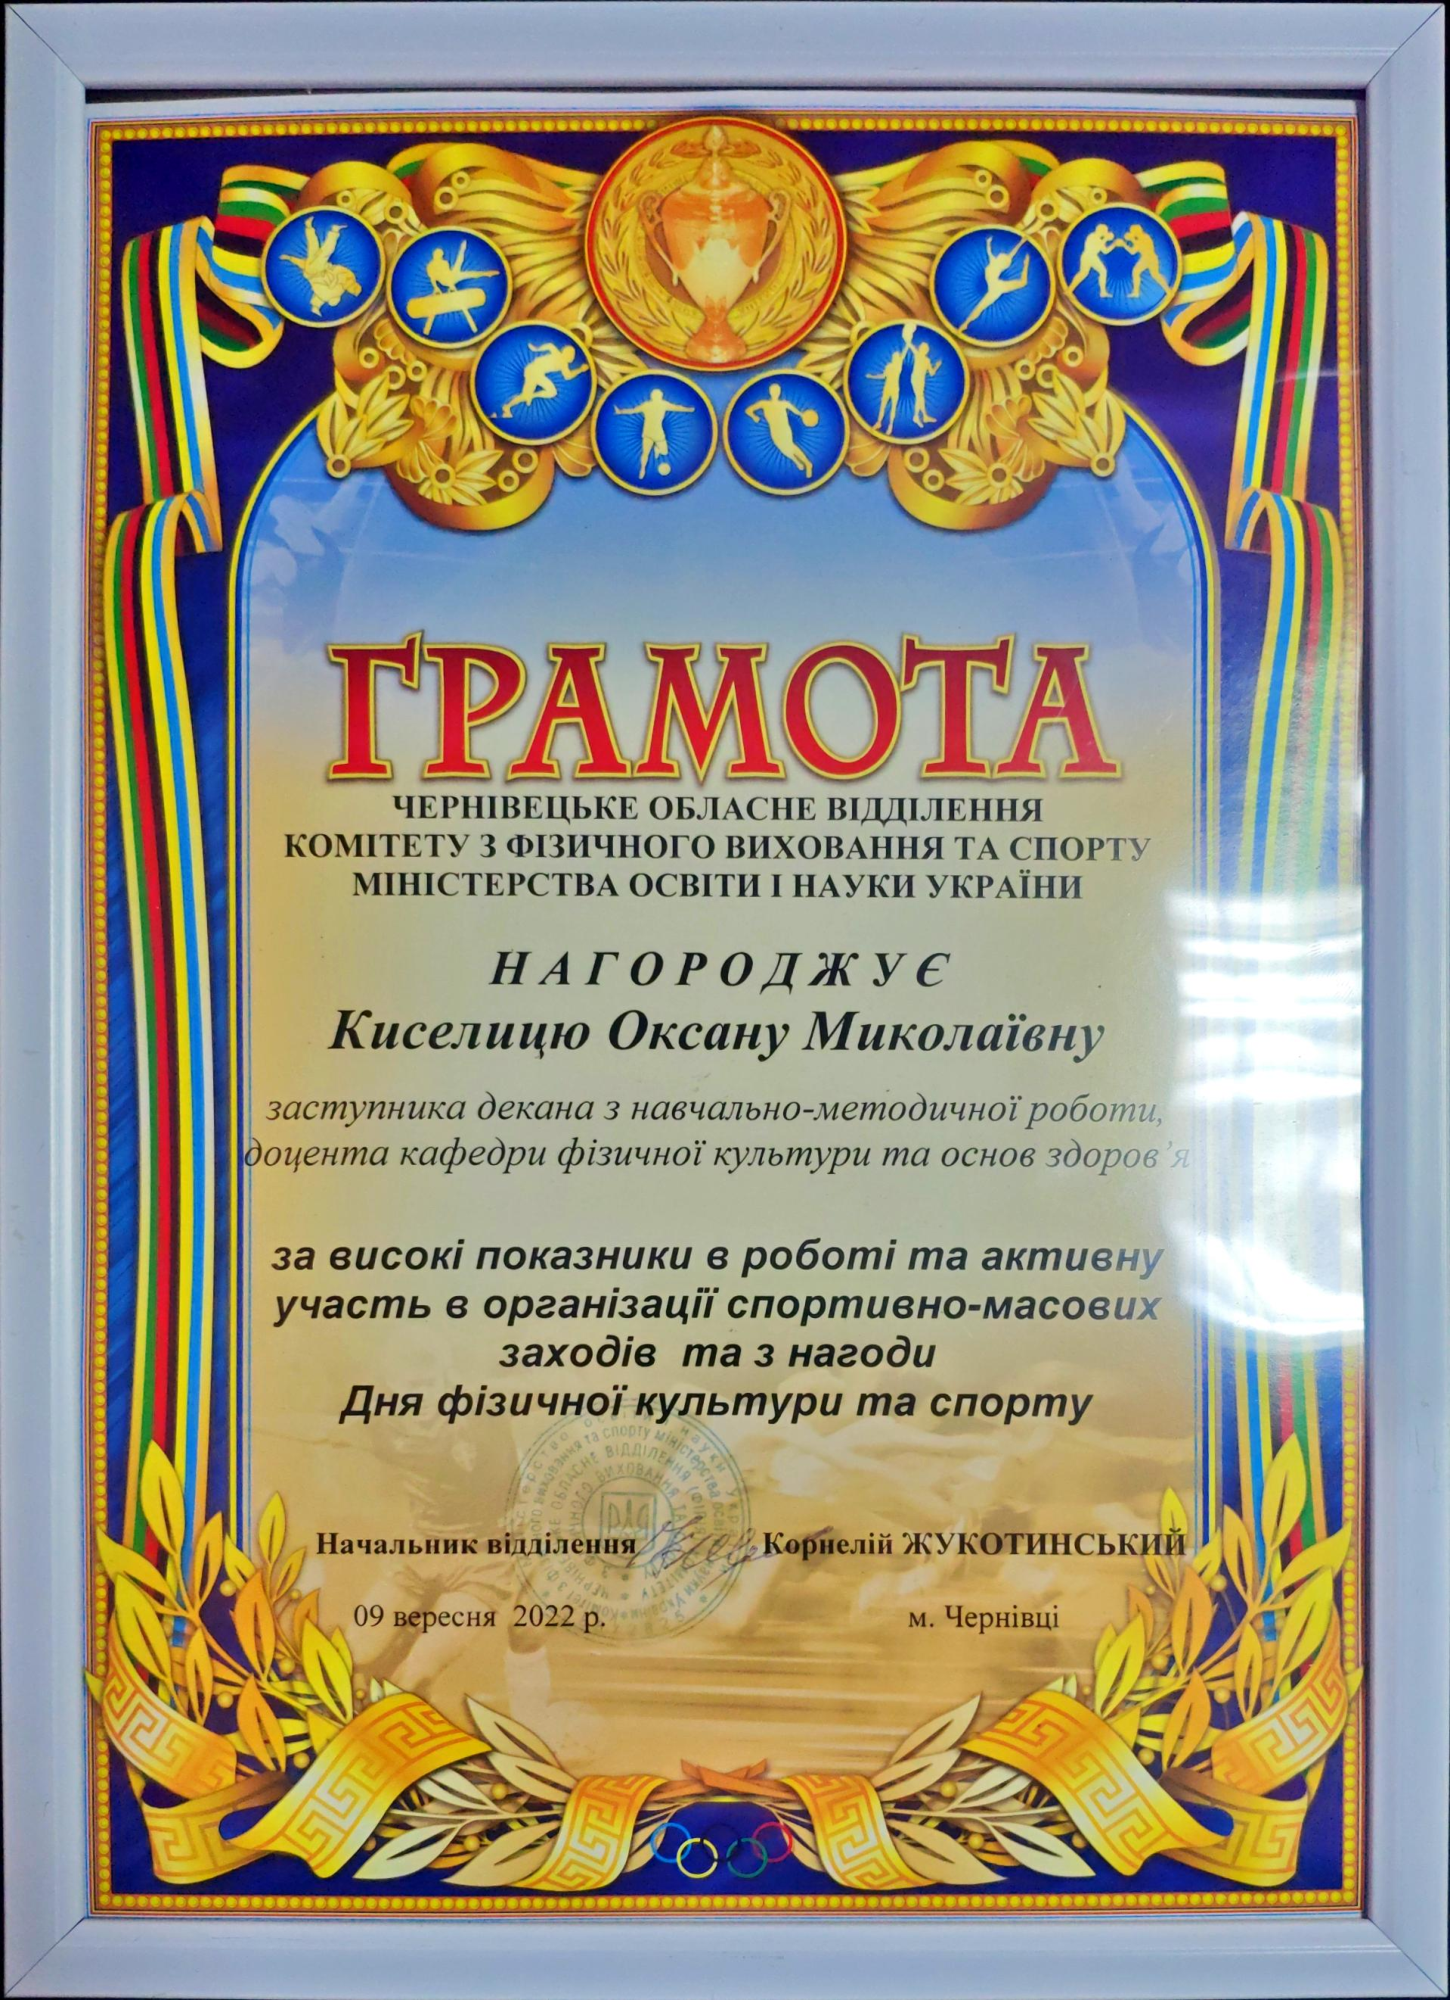 ГРАМОТА
ЧЕРНІВЕЦЬКЕ ОБЛАСНЕ ВІДДІЛЕННЯ
КОМІТЕТУ З ФІЗИЧНОГО ВИХОВАННЯ ТА СПОРТУ
МІНІСТЕРСТВА ОСВІТИ І НАУКИ УКРАЇНИ
НАГОРОДЖУЄ
Киселицю Оксану Миколаївну
заступника декана з навчально-методичної роботи,
доцента кафедри фізичної культури та основ здоров'я
за високі показники в роботі та активну
участь в організації спортивно-масових
заходів та з нагоди
Дня фізичної культури та спорту
Начальник відділення Корнелій ЖУКОТИНСЬКИЙ
09 вересня 2022 р. м. Чернівці